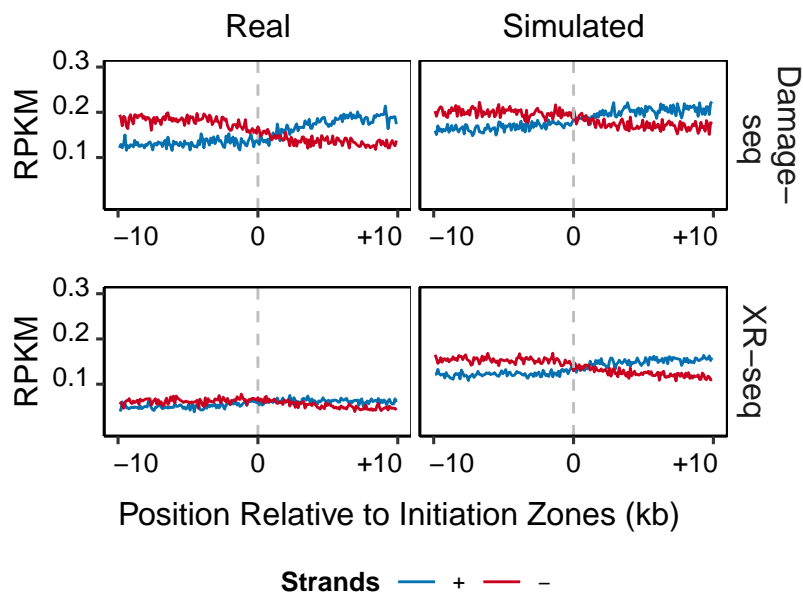 Real Simulated
0.3
0.2
0.1
RPKM
Damage–
seq
−10 0 +10 −10 0 +10
0.3
0.2
0.1
RPKM
XR–seq
−10 0 +10 −10 0 +10
Position Relative to Initiation Zones (kb)
Strands + −